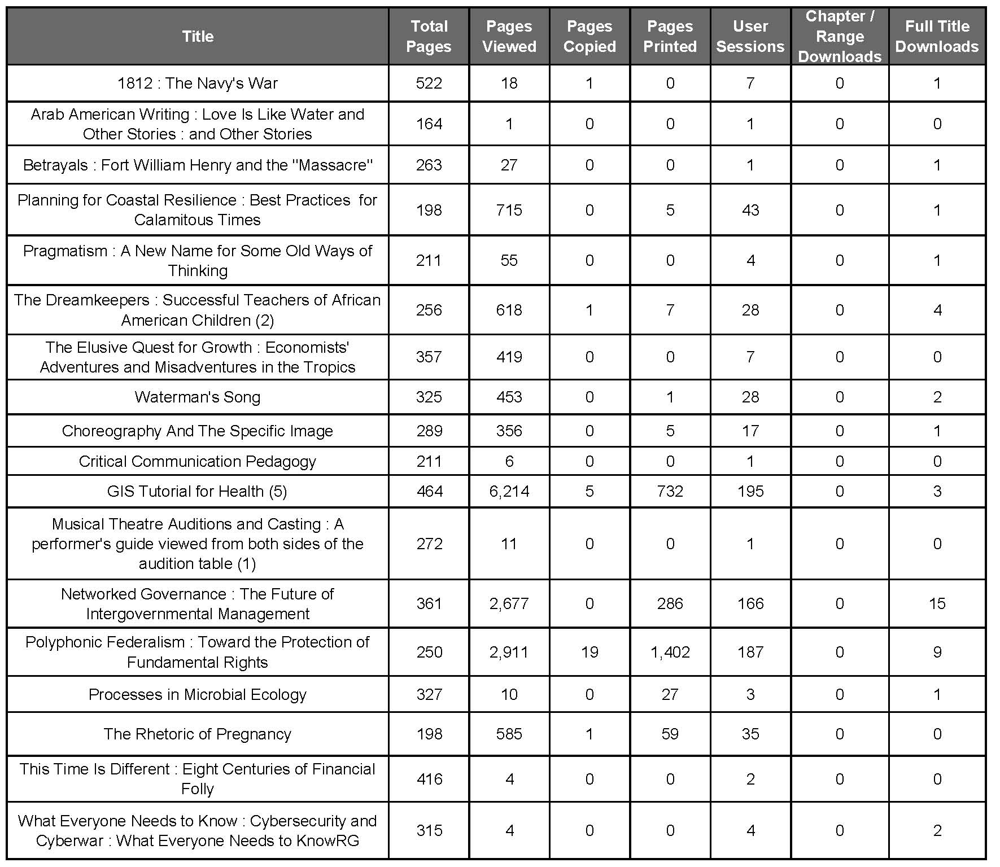 Title Total Pages Pages Viewed Pages Copied Pages Printed User Sessions Chapter / Range Downloads Full Title Downloads
1812 : The Navy's War 522 18 1 0 7 0 1
Arab American Writing : Love Is Like Water and
Other Stories : and Other Stories 164 1 0 0 1 0 0
Betrayals : Fort William Henry and the "Massacre" 263 27 0 0 1 0 1
Planning for Coastal Resilience : Best Practices  for
Calamitous Times 198 715 0 5 43 0 1
Pragmatism : A New Name for Some Old Ways of
Thinking 211 55 0 0 4 0 1
The Dreamkeepers : Successful Teachers of African
American Children (2) 256 618 1 7 28 0 4
The Elusive Quest for Growth : Economists'
Adventures and Misadventures in the Tropics 357 419 0 0 7 0 0
Waterman's Song 325 453 0 1 28 0 2
Choreography And The Specific Image 289 356 0 5 17 0 1
Critical Communication Pedagogy 211 6 0 0 1 0 0
GIS Tutorial for Health (5) 464 6,214 5 732 195 0 3
Musical Theatre Auditions and Casting : A
performer's guide viewed from both sides of the
audition table (1) 272 11 0 0 1 0 0
Networked Governance : The Future of
Intergovernmental Management 361 2,677 0 286 166 0 15
Polyphonic Federalism : Toward the Protection of
Fundamental Rights 250 2,911 19 1,402 187 0 9
Processes in Microbial Ecology 327 10 0 27 3 0 1
The Rhetoric of Pregnancy 198 585 1 59 35 0 0
This Time Is Different : Eight Centuries of Financial
Folly 416 4 0 0 2 0 0
What Everyone Needs to Know : Cybersecurity and
Cyberwar : What Everyone Needs to KnowRG 315 4 0 0 4 0 2